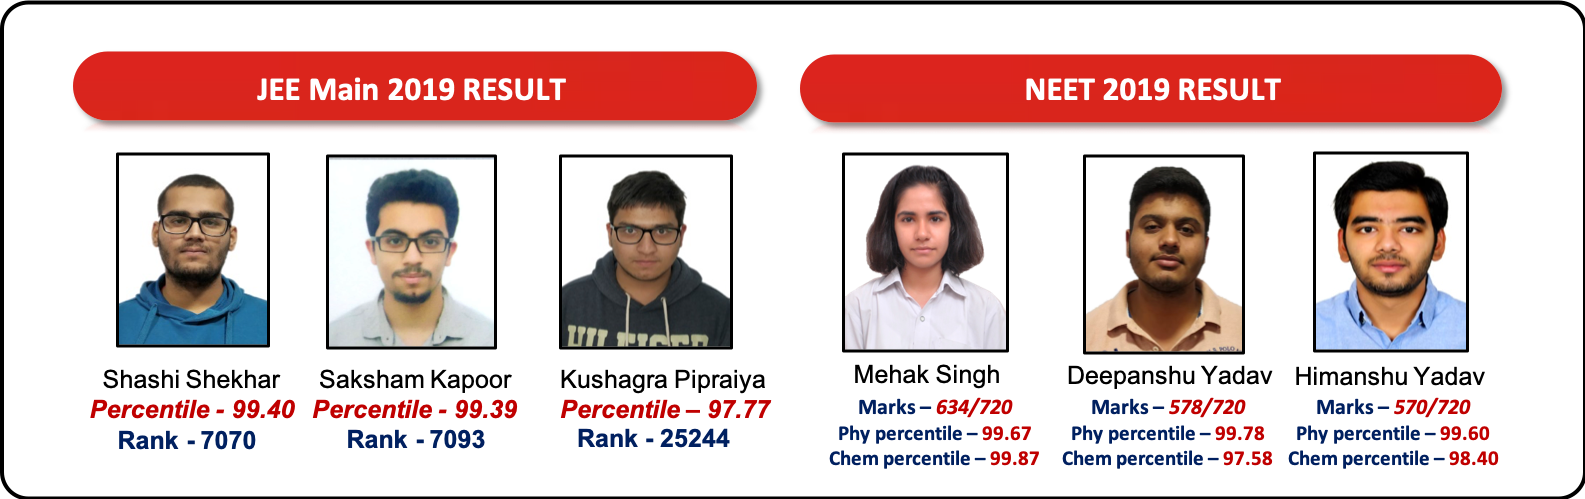 JEE Main 2019 RESULT
Shashi Shekhar
Percentile - 99.40
Rank - 7070
Saksham Kapoor
Percentile - 99.39
Rank - 7093
HILFIGER
Kushagra Pipraiya
Percentile – 97.77
Rank - 25244
NEET 2019 RESULT
Mehak Singh
Marks – 634/720
Phy percentile – 99.67
Chem percentile – 99.87
Deepanshu Yadav
Marks – 578/720
Phy percentile – 99.78
Chem percentile – 97.58
Himanshu Yadav
Marks – 570/720
Phy percentile – 99.60
Chem percentile – 98.40